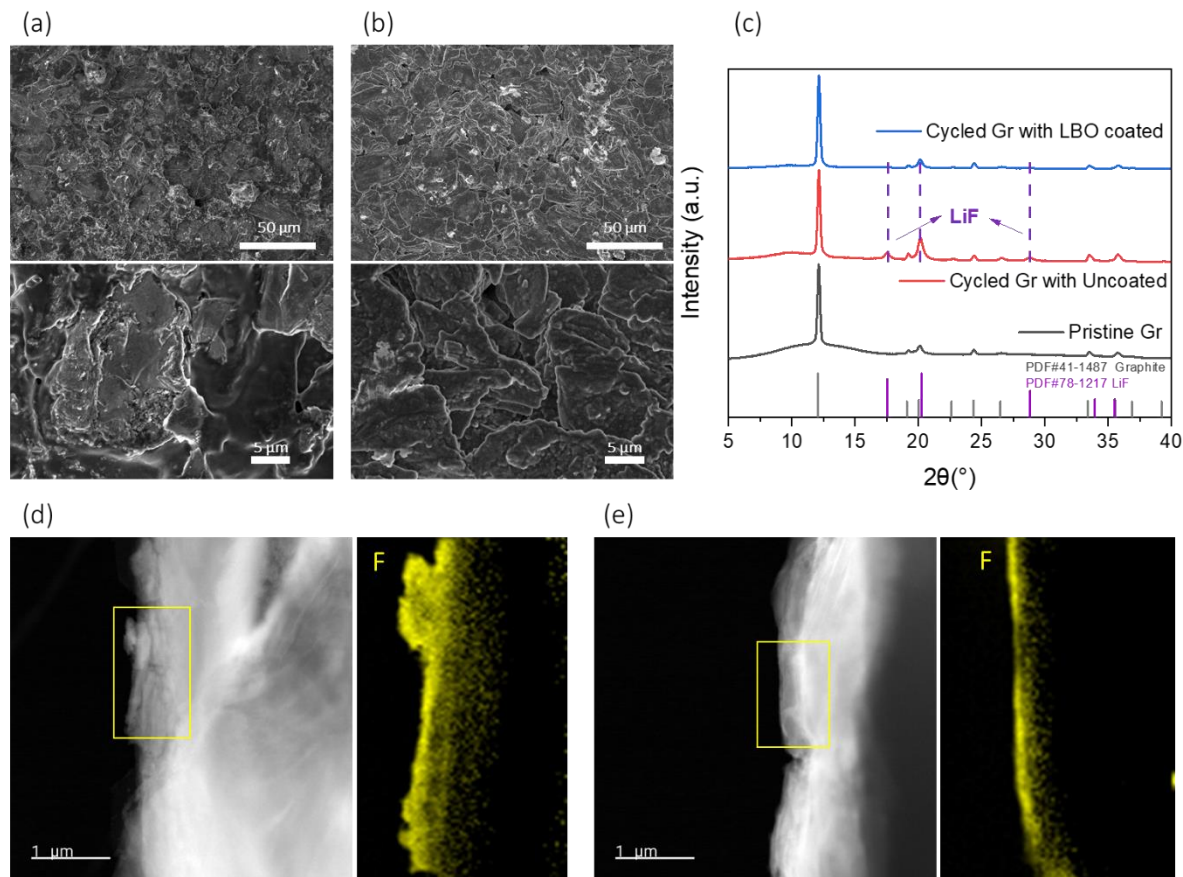 (a)
(b)
(c)
50 µm
50 µm
5 µm
5 µm
Intensity (a.u.)
Cycled Gr with LBO coated
LiF
Cycled Gr with Uncoated
Pristine Gr
PDF#41-1487 Graphite
PDF#78-1217 LiF
5 10 15 20 25 30 35 40
2θ(°)
(d)
(e)
F
F
1 µm
1 µm